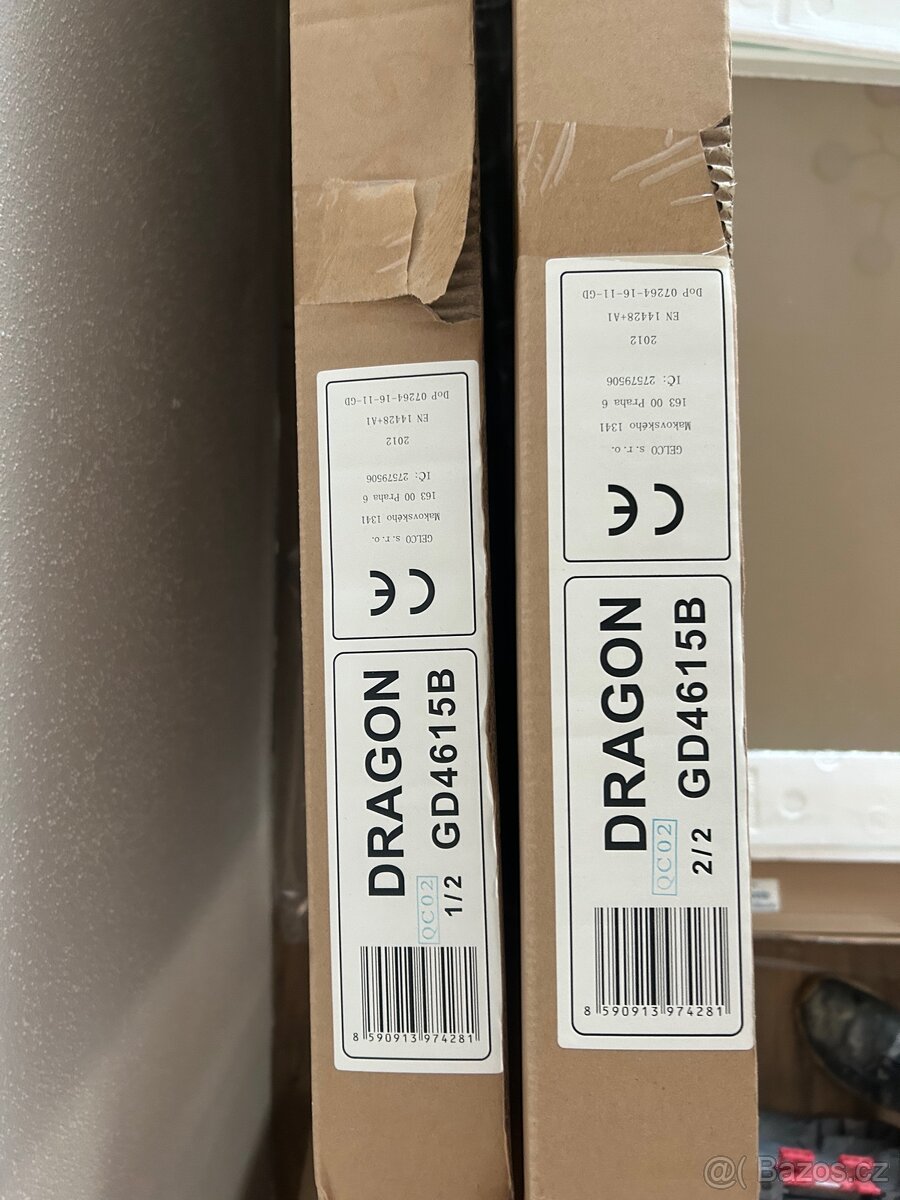 DoP 07264-16-11-GD
EN 14428+A1
2012
IČ: 27579506
163 00 Praha 6
Makovského 1341
GELCO s.r.o.
CE
DRAGON
QC02
1/2 GD4615B
8 590913 974281
DoP 07264-16-11-GD
EN 14428+A1
2012
IČ: 27579506
163 00 Praha 6
Makovského 1341
GELCO s.r.o.
CE
DRAGON
QC02
2/2 GD4615B
8 590913 974281
@( Bazos.cz